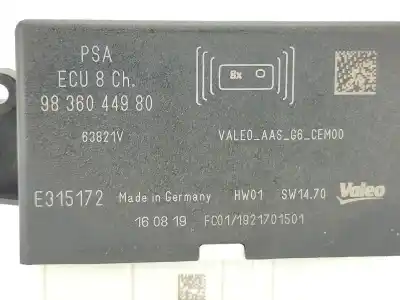 PSA
ECU 8 Ch.
98 360 449 80
8x
63821V
VALEO_AAS_G6_CEM00
E315172
Made in Germany
HW01
SW14.70
Valeo
16 08 19
FC01/1921701501